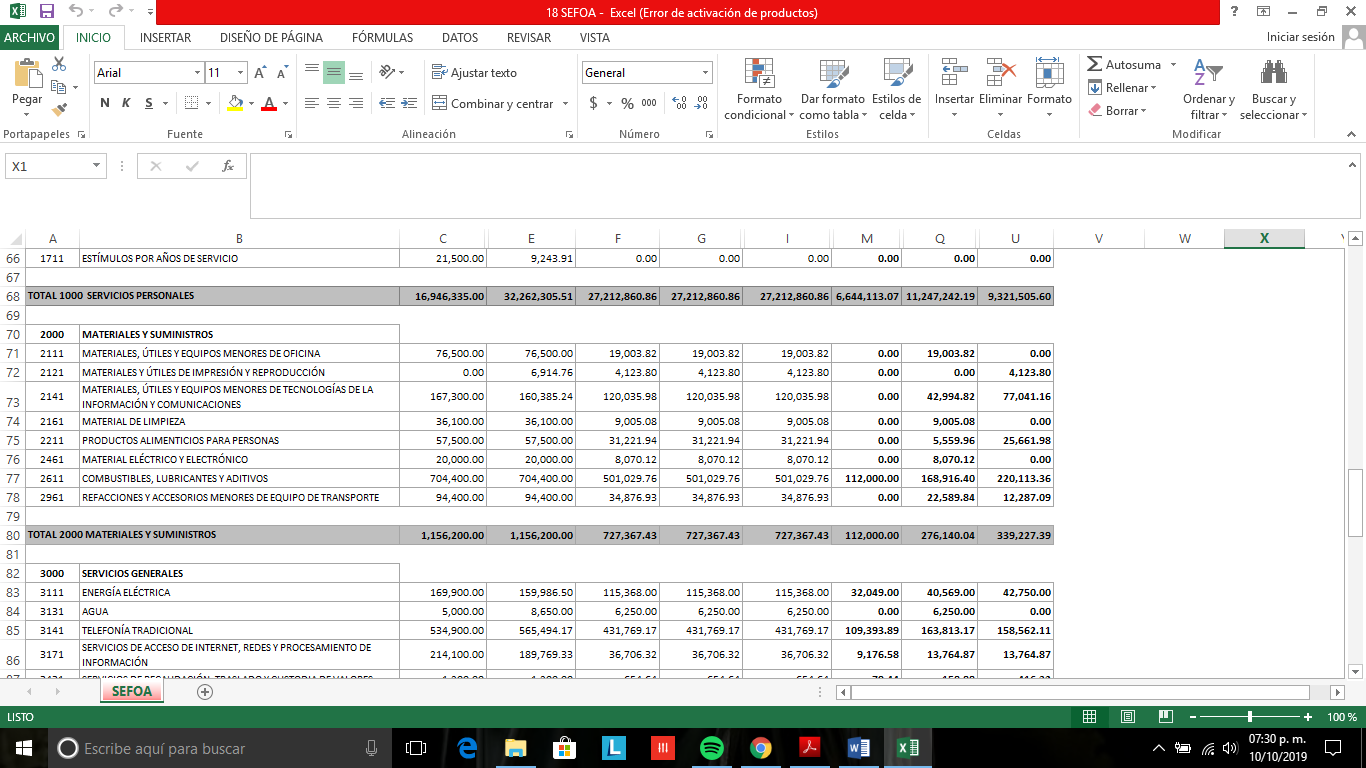 18 SEFOA - Excel (Error de activación de productos)
?
ARCHIVO INICIO INSERTAR DISEÑO DE PÁGINA FÓRMULAS DATOS REVISAR VISTA Iniciar sesión
Pegar
Arial 11 A A
N K S A
Ajustar texto
Combinar y centrar
General
$ % 000
Formato condicional
Dar formato como tabla
Estilos de celda
Insertar Eliminar Formato
Autosuma
Rellenar
Borrar
Ordenar y filtrar
Buscar y seleccionar
Portapapeles Fuente Alineación Número Estilos Celdas Modificar
X1 fx
A B C E F G I M Q U V W X
66 1711 ESTÍMULOS POR AÑOS DE SERVICIO 21,500.00 9,243.91 0.00 0.00 0.00 0.00 0.00 0.00
67
68 TOTAL 1000 SERVICIOS PERSONALES 16,946,335.00 32,262,305.51 27,212,860.86 27,212,860.86 27,212,860.86 6,644,113.07 11,247,242.19 9,321,505.60
69
70 2000 MATERIALES Y SUMINISTROS
71 2111 MATERIALES, ÚTILES Y EQUIPOS MENORES DE OFICINA 76,500.00 76,500.00 19,003.82 19,003.82 19,003.82 0.00 19,003.82 0.00
72 2121 MATERIALES Y ÚTILES DE IMPRESIÓN Y REPRODUCCIÓN 0.00 6,914.76 4,123.80 4,123.80 4,123.80 0.00 0.00 4,123.80
73 2141 MATERIALES, ÚTILES Y EQUIPOS MENORES DE TECNOLOGÍAS DE LA
INFORMACIÓN Y COMUNICACIONES 167,300.00 160,385.24 120,035.98 120,035.98 120,035.98 0.00 42,994.82 77,041.16
74 2161 MATERIAL DE LIMPIEZA 36,100.00 36,100.00 9,005.08 9,005.08 9,005.08 0.00 9,005.08 0.00
75 2211 PRODUCTOS ALIMENTICIOS PARA PERSONAS 57,500.00 57,500.00 31,221.94 31,221.94 31,221.94 0.00 5,559.96 25,661.98
76 2461 MATERIAL ELÉCTRICO Y ELECTRÓNICO 20,000.00 20,000.00 8,070.12 8,070.12 8,070.12 0.00 8,070.12 0.00
77 2611 COMBUSTIBLES, LUBRICANTES Y ADITIVOS 704,400.00 704,400.00 501,029.76 501,029.76 501,029.76 112,000.00 168,916.40 220,113.36
78 2961 REFACCIONES Y ACCESORIOS MENORES DE EQUIPO DE TRANSPORTE 94,400.00 94,400.00 34,876.93 34,876.93 34,876.93 0.00 22,589.84 12,287.09
79
80 TOTAL 2000 MATERIALES Y SUMINISTROS 1,156,200.00 1,156,200.00 727,367.43 727,367.43 727,367.43 112,000.00 276,140.04 339,227.39
81
82 3000 SERVICIOS GENERALES
83 3111 ENERGÍA ELÉCTRICA 169,900.00 159,986.50 115,368.00 115,368.00 115,368.00 32,049.00 40,569.00 42,750.00
84 3131 AGUA 5,000.00 8,650.00 6,250.00 6,250.00 6,250.00 0.00 6,250.00 0.00
85 3141 TELEFONÍA TRADICIONAL 534,900.00 565,494.17 431,769.17 431,769.17 431,769.17 109,393.89 163,813.17 158,562.11
86 3171 SERVICIOS DE ACCESO DE INTERNET, REDES Y PROCESAMIENTO DE
INFORMACIÓN 214,100.00 189,769.33 36,706.32 36,706.32 36,706.32 9,176.58 13,764.87 13,764.87
SEFOA
LISTO 100 %
Escribe aquí para buscar
07:30 p. m.
10/10/2019